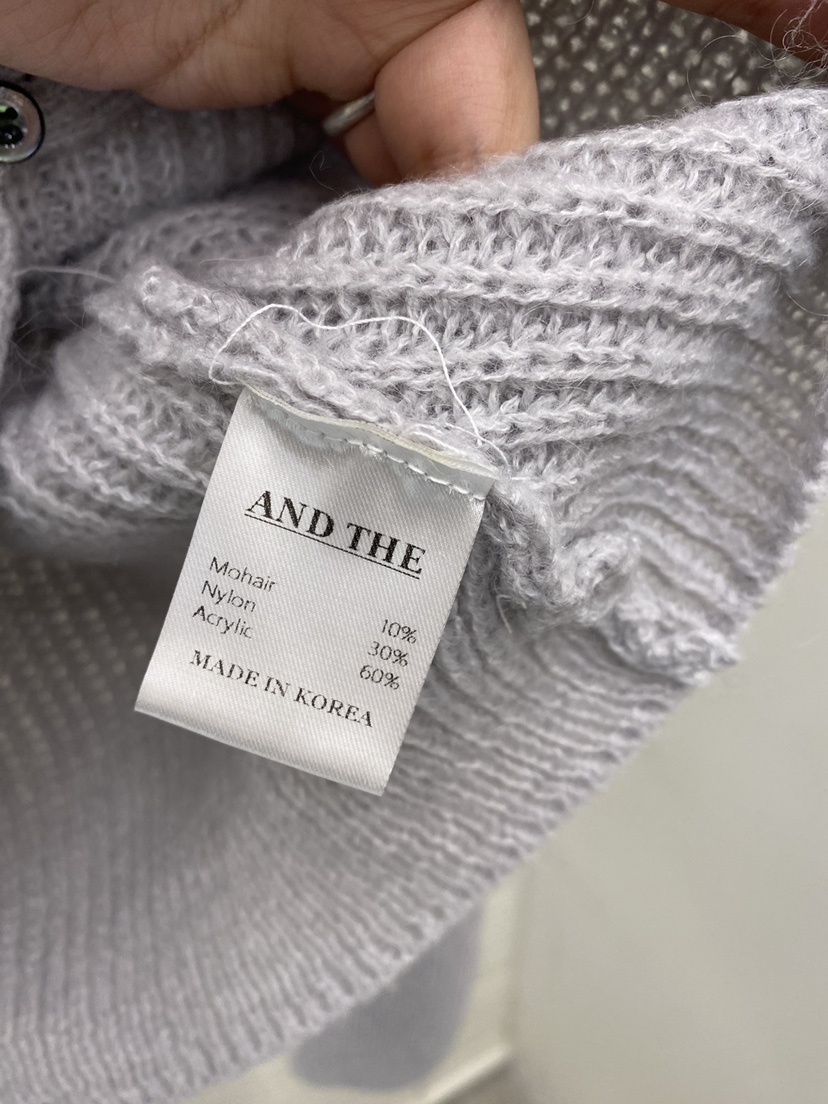 AND THE
Mohair 10%
Nylon 30%
Acrylic 60%
MADE IN KOREA